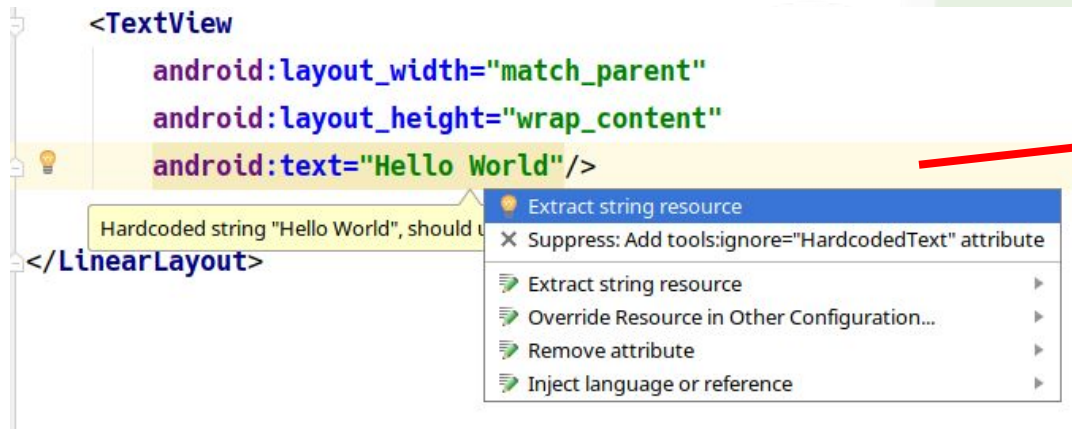 <TextView
android:layout_width="match_parent"
android:layout_height="wrap_content"
android:text="Hello World"/>
Extract string resource
Hardcoded string "Hello World", should
Suppress: Add tools:ignore="HardcodedText" attribute
</LinearLayout>
Extract string resource
Override Resource in Other Configuration...
Remove attribute
Inject language or reference